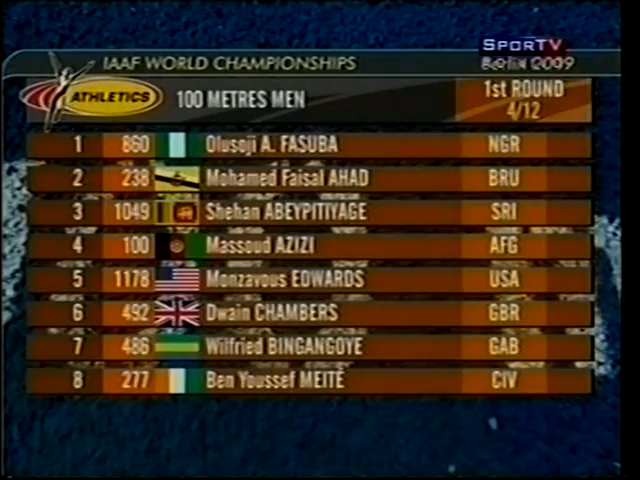 SPORTV
IAAF WORLD CHAMPIONSHIPS Berlin 2009
ATHLETICS 100 METRES MEN 1st ROUND
4/12
1 860 Olusoji A. FASUBA NGR
2 238 Mohamed Faisal AHAD BRU
3 1049 Shehan ABEYPITIYAGE SRI
4 100 Massoud AZIZI AFG
5 1178 Monzavous EDWARDS USA
6 492 Dwain CHAMBERS GBR
7 486 Wilfried BINGANGOYE GAB
8 277 Ben Youssef MEITÉ CIV